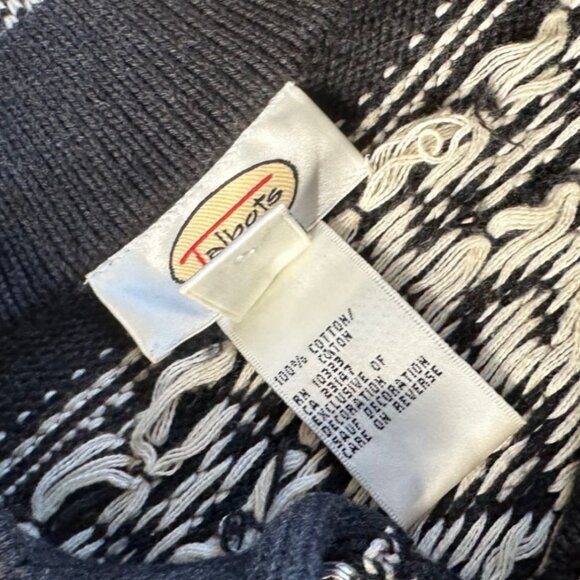 Talbots
100% COTTON/
COTON
EXCLUSIVE OF
DECORATION
SAUF DECORATION
CARE ON REVERSE